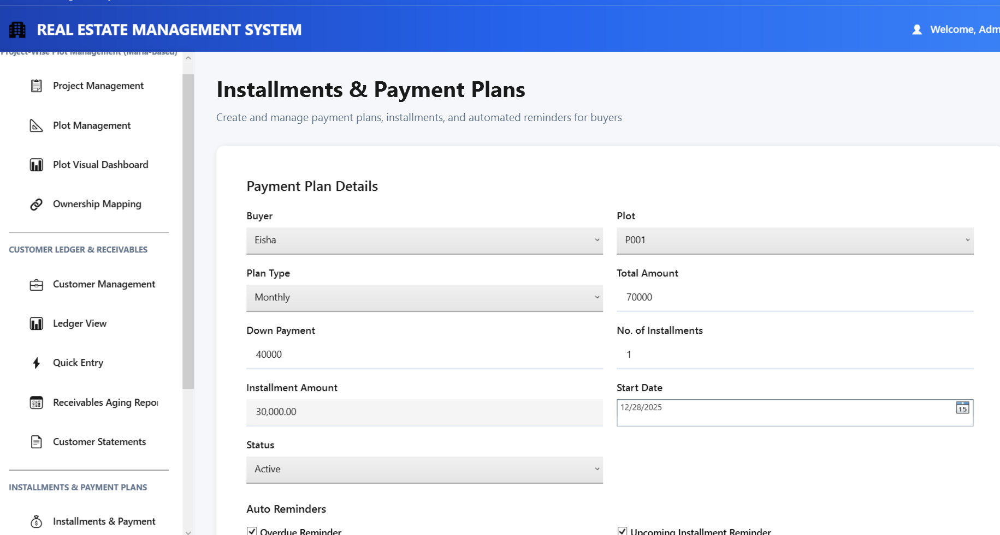 REAL ESTATE MANAGEMENT SYSTEM
Welcome, Adm
Project-Wise Plot Management (Maria-Based)
Project Management
Plot Management
Plot Visual Dashboard
Ownership Mapping
CUSTOMER LEDGER & RECEIVABLES
Customer Management
Ledger View
Quick Entry
Receivables Aging Repo
Customer Statements
INSTALLMENTS & PAYMENT PLANS
Installments & Payment
Installments & Payment Plans
Create and manage payment plans, installments, and automated reminders for buyers
Payment Plan Details
Buyer
Eisha
Plot
P001
Plan Type
Monthly
Total Amount
70000
Down Payment
40000
No. of Installments
1
Installment Amount
30,000.00
Start Date
12/28/2025
15
Status
Active
Auto Reminders
Overdue Reminder
Upcoming Installment Reminder